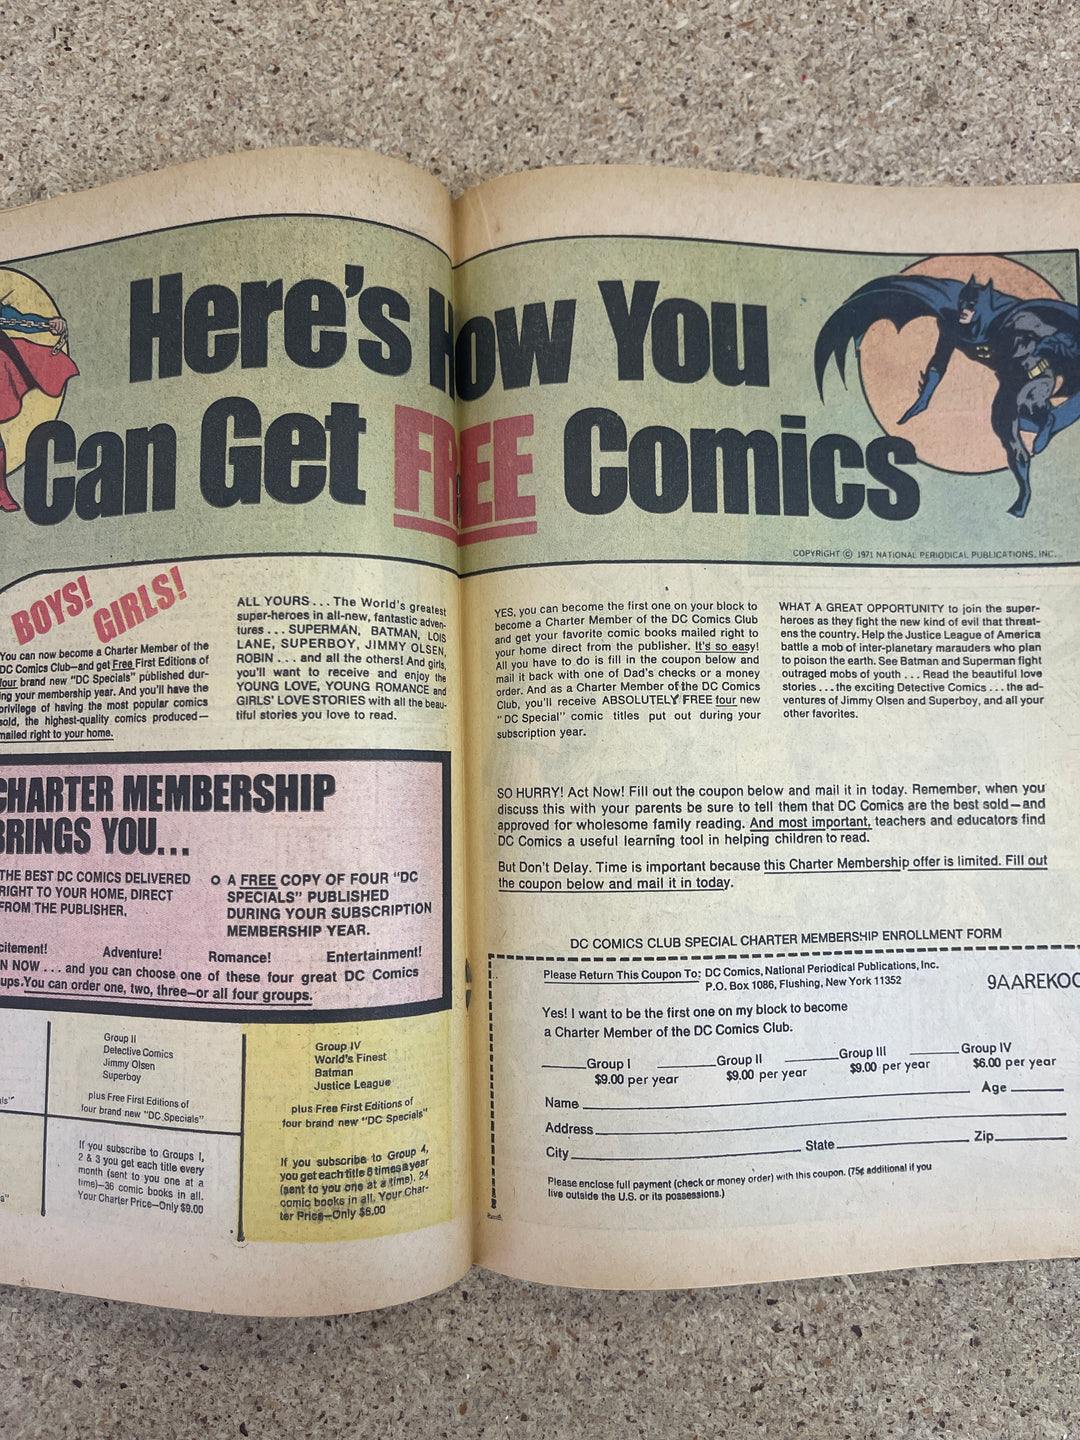 Here's How You
Can Get FREE Comics
COPYRIGHT © 1971 NATIONAL PERIODICAL PUBLICATIONS, INC.
BOYS!
GIRLS!
You can now become a Charter Member of the
DC Comics Club—and get Free First Editions of
four brand new "DC Specials" published dur-
ing your membership year. And you'll have the
privilege of having the most popular comics
sold, the highest-quality comics produced—
mailed right to your home.
ALL YOURS . . . The World's greatest
super-heroes in all-new, fantastic adven-
tures . . . SUPERMAN, BATMAN, LOIS
LANE, SUPERBOY, JIMMY OLSEN,
ROBIN . . . and all the others! And girls,
you'll want to receive and enjoy the
YOUNG LOVE, YOUNG ROMANCE and
GIRLS' LOVE STORIES with all the beau-
tiful stories you love to read.
YES, you can become the first one on your block to
become a Charter Member of the DC Comics Club
and get your favorite comic books mailed right to
your home direct from the publisher. It's so easy!
All you have to do is fill in the coupon below and
mail it back with one of Dad's checks or a money
order. And as a Charter Member of the DC Comics
Club, you'll receive ABSOLUTELY FREE four new
"DC Special" comic titles put out during your
subscription year.
WHAT A GREAT OPPORTUNITY to join the super-
heroes as they fight the new kind of evil that threat-
ens the country. Help the Justice League of America
battle a mob of inter-planetary marauders who plan
to poison the earth. See Batman and Superman fight
outraged mobs of youth . . . Read the beautiful love
stories . . . the exciting Detective Comics . . . the ad-
ventures of Jimmy Olsen and Superboy, and all your
other favorites.
SO HURRY! Act Now! Fill out the coupon below and mail it in today. Remember, when you
discuss this with your parents be sure to tell them that DC Comics are the best sold—and
approved for wholesome family reading. And most important, teachers and educators find
DC Comics a useful learning tool in helping children to read.
But Don't Delay. Time is important because this Charter Membership offer is limited. Fill out
the coupon below and mail it in today.
CHARTER MEMBERSHIP
BRINGS YOU...
THE BEST DC COMICS DELIVERED
RIGHT TO YOUR HOME, DIRECT
FROM THE PUBLISHER.
o A FREE COPY OF FOUR "DC
SPECIALS" PUBLISHED
DURING YOUR SUBSCRIPTION
MEMBERSHIP YEAR.
citement! Adventure! Romance! Entertainment!
N NOW . . . and you can choose one of these four great DC Comics
ups. You can order one, two, three—or all four groups.
Group II
Detective Comics
Jimmy Olsen
Superboy
plus Free First Editions of
four brand new "DC Specials"
If you subscribe to Groups 1,
2 & 3 you get each title every
month (sent to you one at a
time)—36 comic books in all.
Your Charter Price—Only $9.00
Group IV
World's Finest
Batman
Justice League
plus Free First Editions of
four brand new "DC Specials"
If you subscribe to Group 4,
you get each title 8 times a year
(sent to you one at a time). 24
comic books in all. Your Char-
ter Price—Only $6.00
DC COMICS CLUB SPECIAL CHARTER MEMBERSHIP ENROLLMENT FORM
Please Return This Coupon To: DC Comics, National Periodical Publications, Inc.
P.O. Box 1086, Flushing, New York 11352
9AAREKOO
Yes! I want to be the first one on my block to become
a Charter Member of the DC Comics Club.
Group I Group II Group III Group IV
$9.00 per year $9.00 per year $9.00 per year $6.00 per year
Name Age
Address
City State Zip
Please enclose full payment (check or money order) with this coupon. (75¢ additional if you
live outside the U.S. or its possessions.)